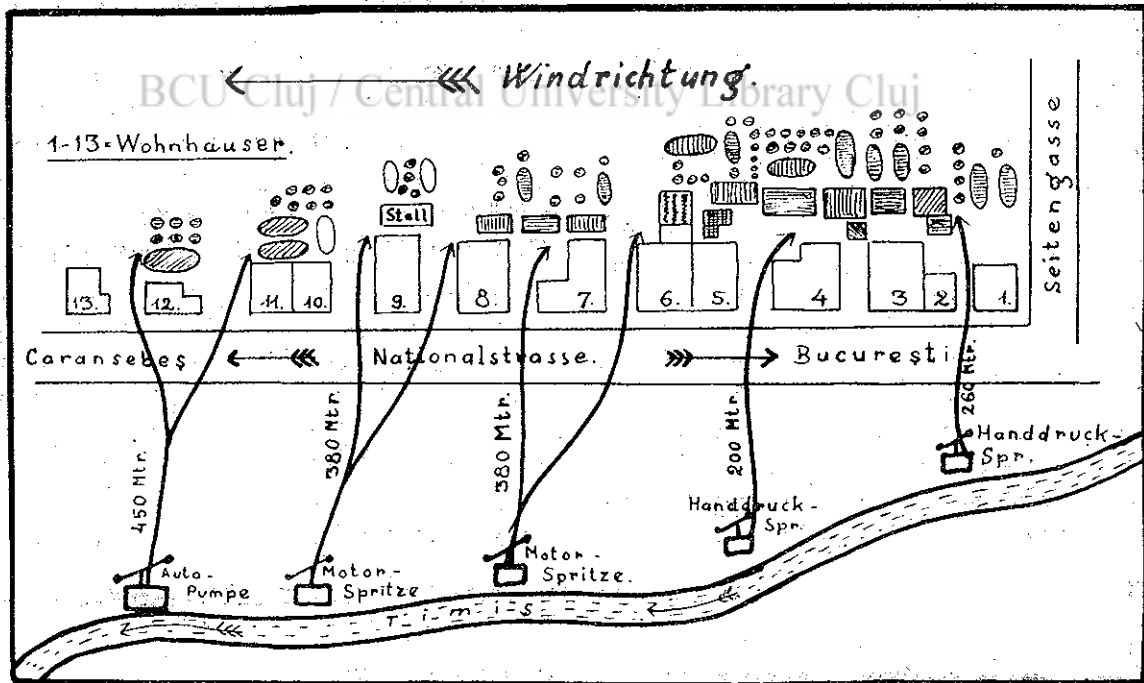 Windrichtung.
BCU Cluj / Central University Library Cluj
1-13=Wohnhäuser.
Seitengasse
Stall
13.
12.
11.
10.
9.
8.
7.
6.
5.
4
3
2
1.
Caransebeş
Nationalstrasse.
Bucureşti
450 Mtr.
380 Mtr.
380 Mtr.
200 Mtr.
260 Mtr.
Handdruck-
Spr.
Handdruck-
Spr.
Auto-
Pumpe
Motor-
Spritze
Motor-
Spritze.
Timiş